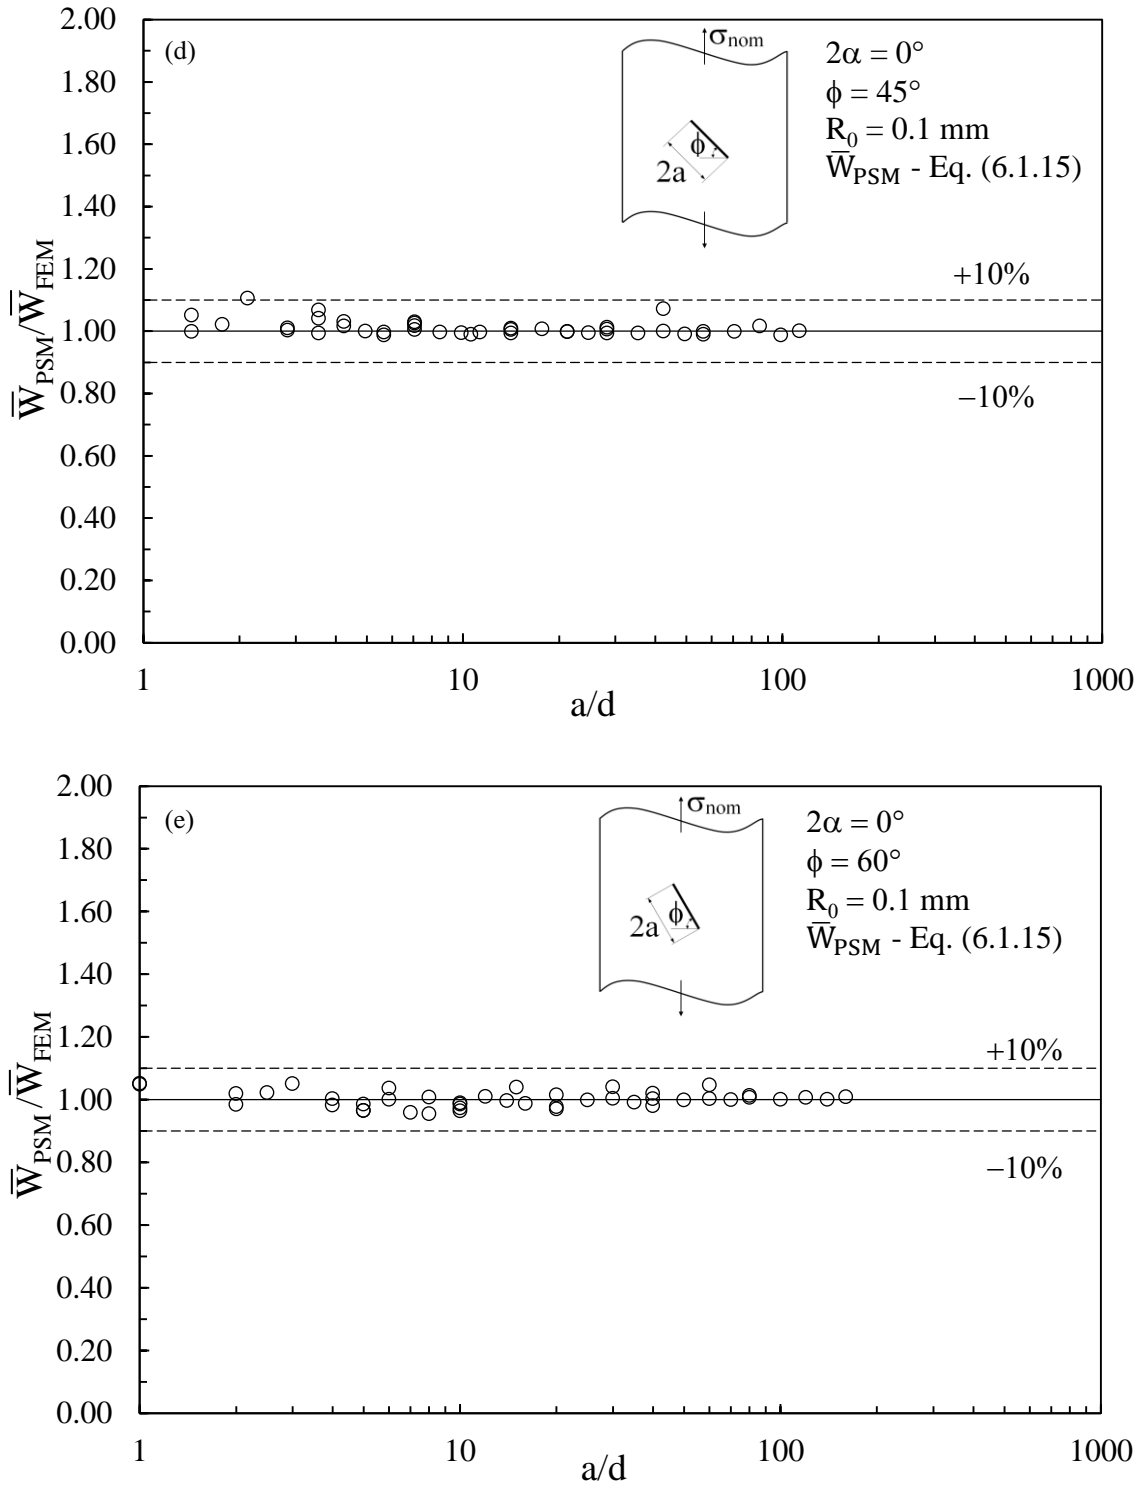 2.00
(d)
σnom
2α = 0°
1.80
ϕ = 45°
R0 = 0.1 mm
1.60
ϕ
2a
W̅PSM - Eq. (6.1.15)
1.40
1.20
+10%
W̅PSM/W̅FEM
1.00
0.80
−10%
0.60
0.40
0.20
0.00
1 10 100 1000
a/d
2.00
(e)
σnom
2α = 0°
1.80
ϕ = 60°
R0 = 0.1 mm
1.60
2a
ϕ
W̅PSM - Eq. (6.1.15)
1.40
1.20
+10%
W̅PSM/W̅FEM
1.00
0.80
−10%
0.60
0.40
0.20
0.00
1 10 100 1000
a/d